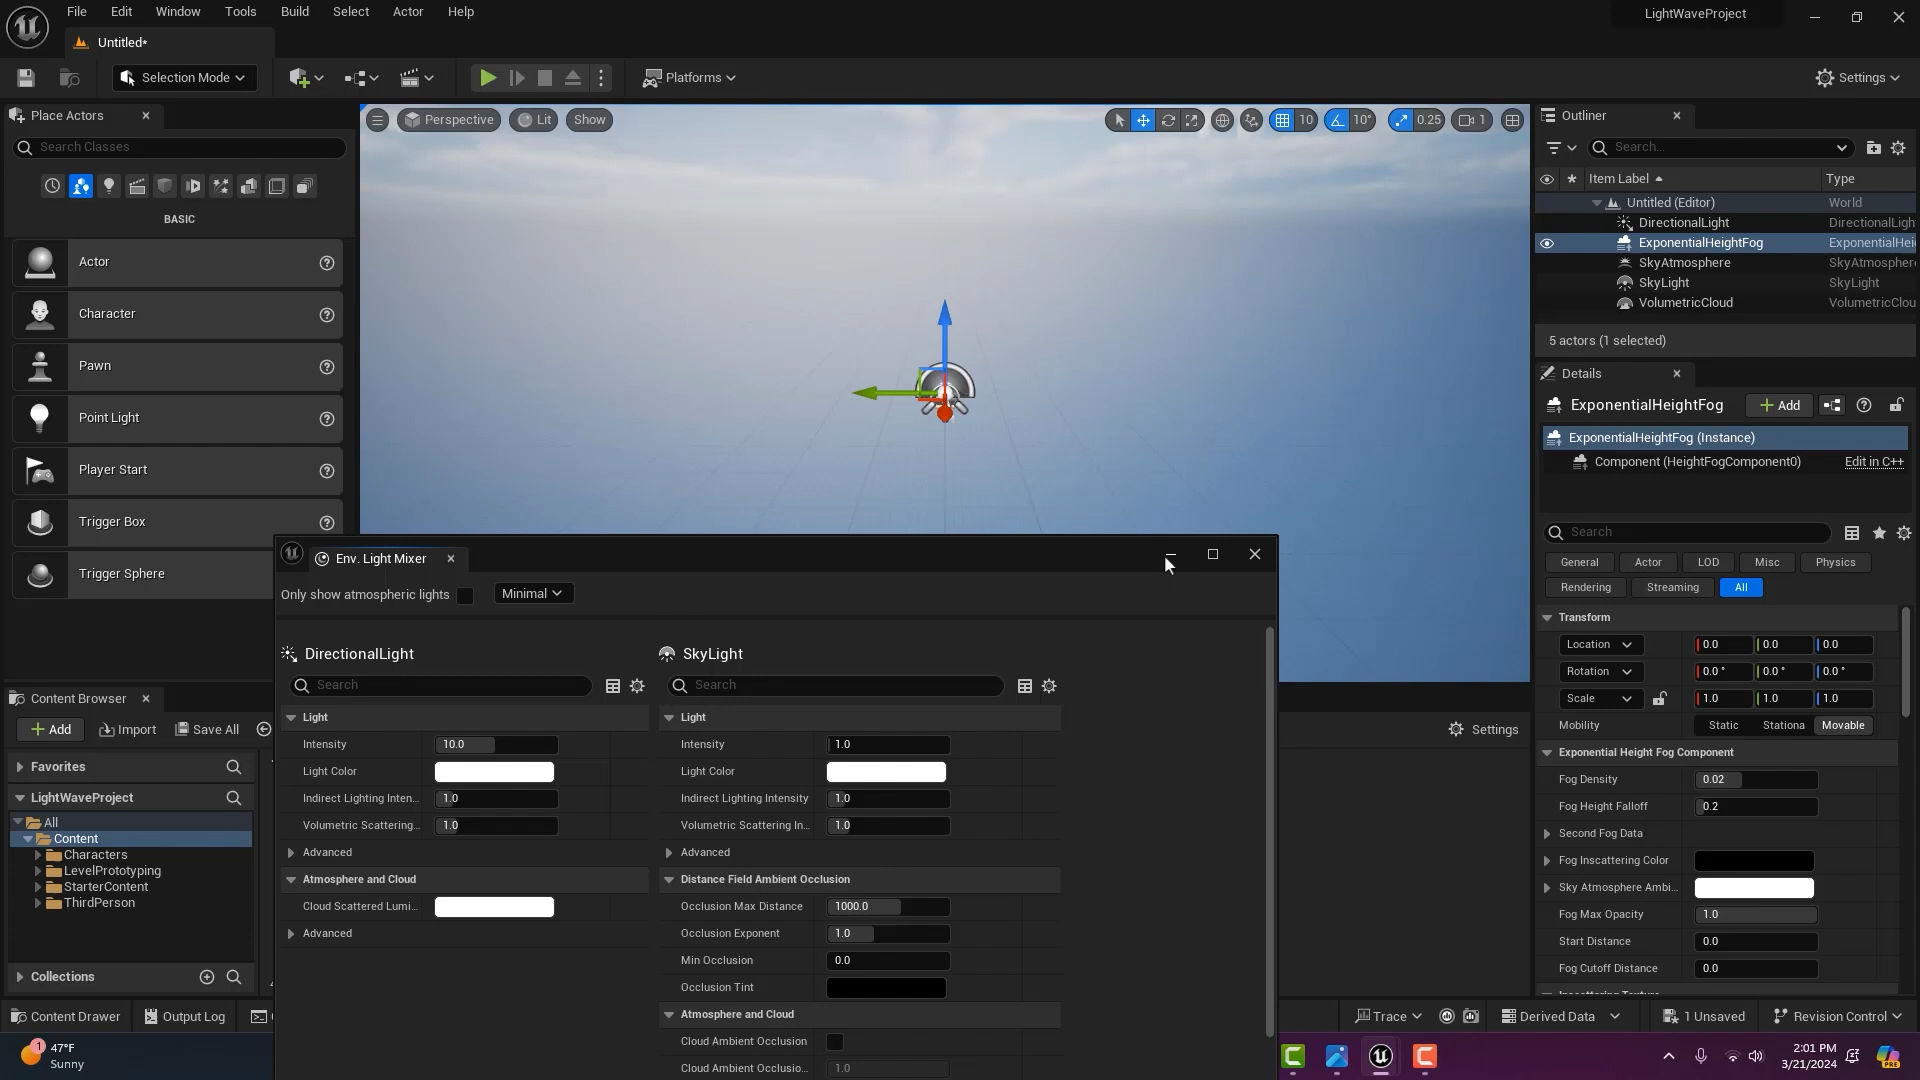 File Edit Window Tools Build Select Actor Help
LightWaveProject
Untitled*
Selection Mode
Platforms
Settings
Place Actors
Search Classes
BASIC
Actor
Character
Pawn
Point Light
Player Start
Trigger Box
Trigger Sphere
Perspective
Lit
Show
10
10°
0.25
1
Outliner
Search...
Item Label
Type
Untitled (Editor)
World
DirectionalLight
DirectionalLigh
ExponentialHeightFog
ExponentialHei
SkyAtmosphere
SkyAtmosphere
SkyLight
SkyLight
VolumetricCloud
VolumetricClou
5 actors (1 selected)
Details
ExponentialHeightFog
Add
ExponentialHeightFog (Instance)
Component (HeightFogComponent0)
Edit in C++
Search
General
Actor
LOD
Misc
Physics
Rendering
Streaming
All
Transform
Location
0.0
0.0
0.0
Rotation
0.0 °
0.0 °
0.0 °
Scale
1.0
1.0
1.0
Mobility
Static
Stationa
Movable
Exponential Height Fog Component
Fog Density
0.02
Fog Height Falloff
0.2
Second Fog Data
Fog Inscattering Color
Sky Atmosphere Ambi...
Fog Max Opacity
1.0
Start Distance
0.0
Fog Cutoff Distance
0.0
Env. Light Mixer
Only show atmospheric lights
Minimal
DirectionalLight
Search
Light
Intensity
10.0
Light Color
Indirect Lighting Inten...
1.0
Volumetric Scattering...
1.0
Advanced
Atmosphere and Cloud
Cloud Scattered Lumi...
Advanced
SkyLight
Search
Light
Intensity
1.0
Light Color
Indirect Lighting Intensity
1.0
Volumetric Scattering In...
1.0
Advanced
Distance Field Ambient Occlusion
Occlusion Max Distance
1000.0
Occlusion Exponent
1.0
Min Occlusion
0.0
Occlusion Tint
Atmosphere and Cloud
Cloud Ambient Occlusion
Cloud Ambient Occlusio...
1.0
Settings
Content Browser
Add
Import
Save All
Favorites
LightWaveProject
All
Content
Characters
LevelPrototyping
StarterContent
ThirdPerson
Collections
Content Drawer
Output Log
Trace
Derived Data
1 Unsaved
Revision Control
1
47°F
Sunny
2:01 PM
3/21/2024
PRE